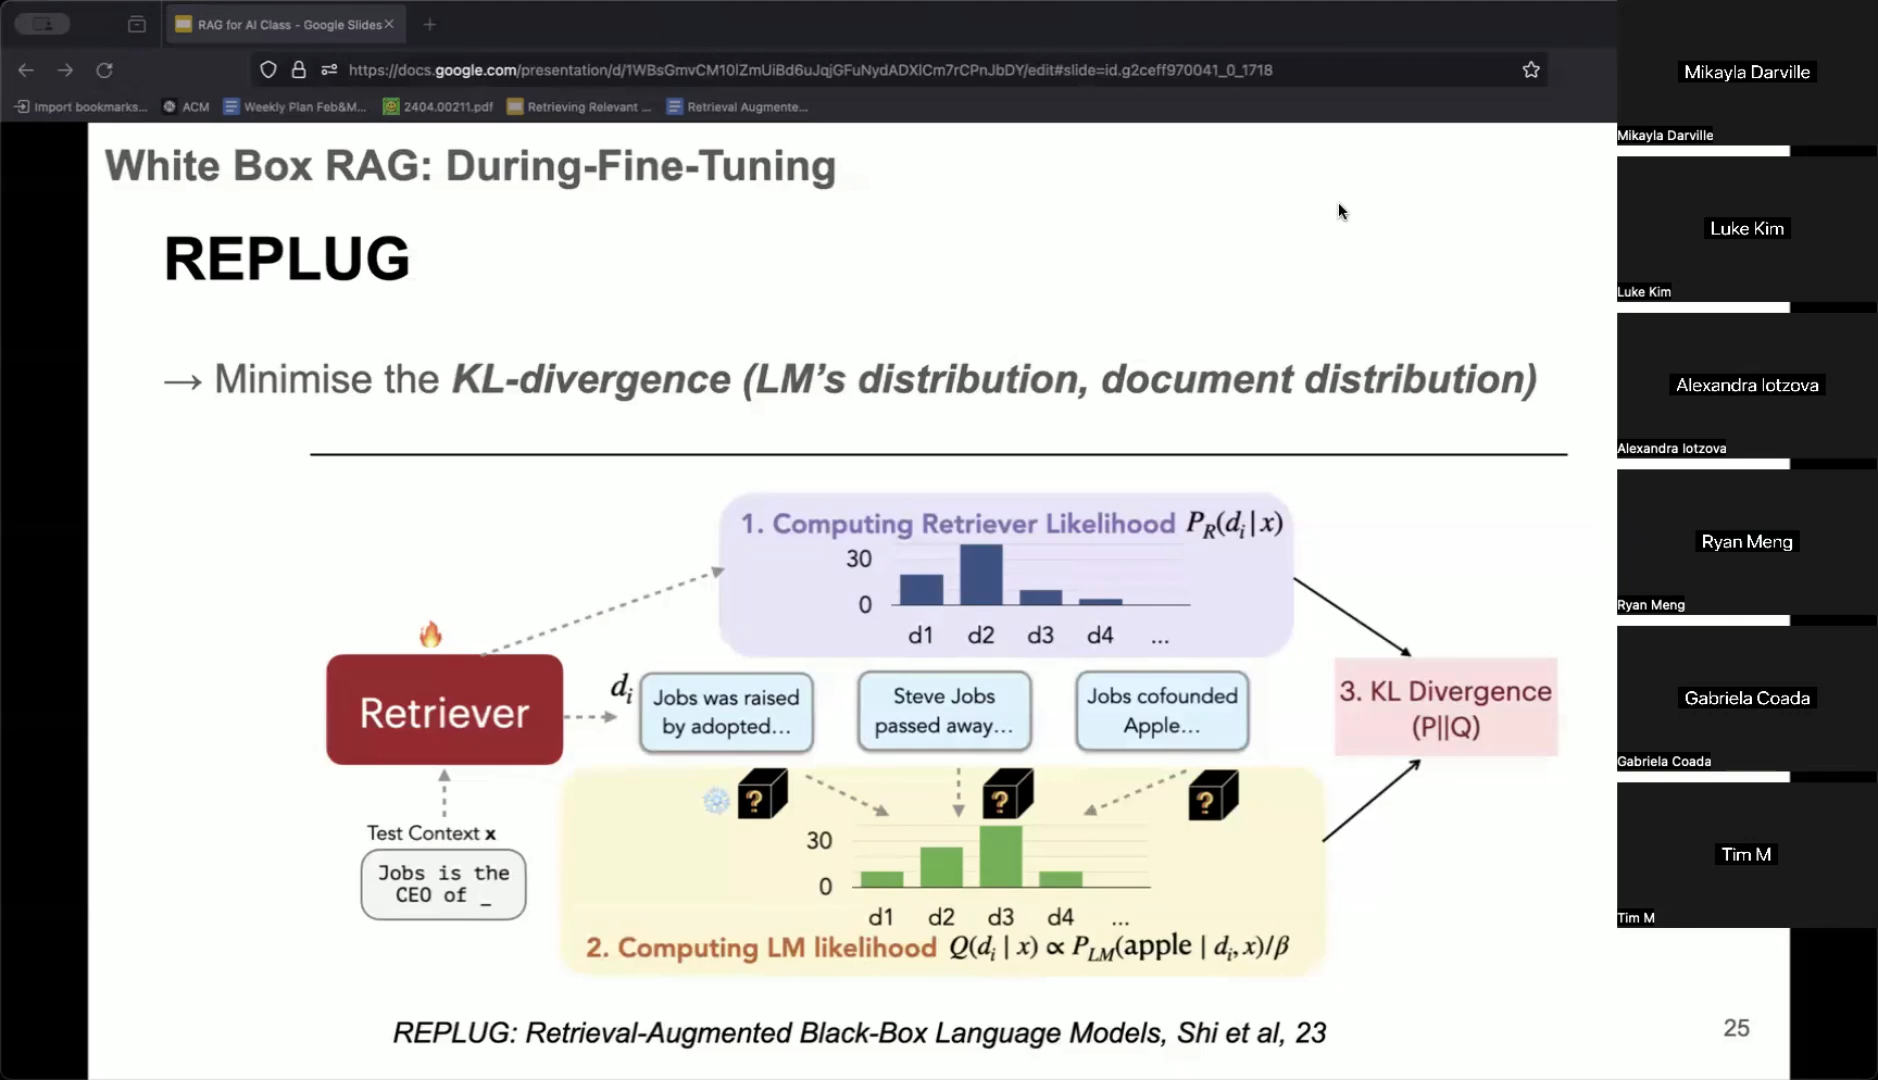 RAG for AI Class - Google Slides
https://docs.google.com/presentation/d/1WBsGmvCM10lZmUiBd6uJqjGFuNydADXlCm7rCPnJbDY/edit#slide=id.g2ceff970041_0_1718
Import bookmarks... ACM Weekly Plan Feb&M... 2404.00211.pdf Retrieving Relevant ... Retrieval Augmente...
White Box RAG: During-Fine-Tuning
REPLUG
→ Minimise the KL-divergence (LM's distribution, document distribution)
1. Computing Retriever Likelihood P_R(d_i|x)
30
0
d1 d2 d3 d4 ...
Retriever
d_i
Jobs was raised
by adopted...
Steve Jobs
passed away...
Jobs cofounded
Apple...
3. KL Divergence
(P||Q)
? ? ?
Test Context x
Jobs is the
CEO of _
30
0
d1 d2 d3 d4 ...
2. Computing LM likelihood Q(d_i | x) ∝ P_LM(apple | d_i, x)/β
REPLUG: Retrieval-Augmented Black-Box Language Models, Shi et al, 23
25
Mikayla Darville
Mikayla Darville
Luke Kim
Luke Kim
Alexandra Iotzova
Alexandra Iotzova
Ryan Meng
Ryan Meng
Gabriela Coada
Gabriela Coada
Tim M
Tim M